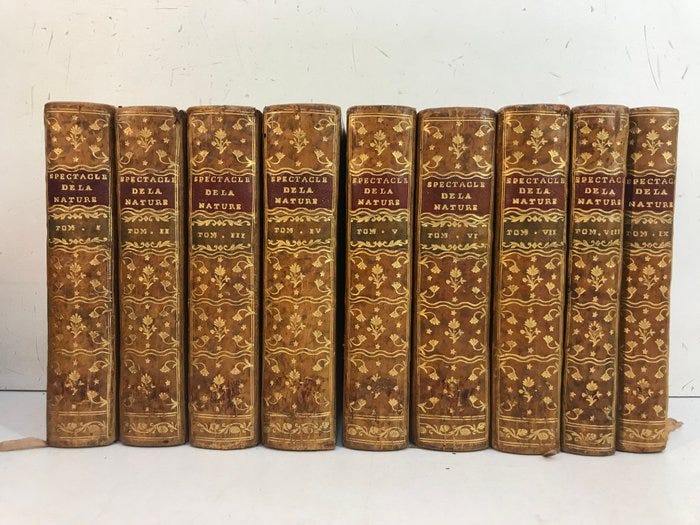 SPECTACLE
DE LA
NATURE
TOM · I
SPECTACLE
DE LA
NATURE
TOM · II
SPECTACLE
DE LA
NATURE
TOM · III
SPECTACLE
DE LA
NATURE
TOM · IV
SPECTACLE
DE LA
NATURE
TOM · V
SPECTACLE
DE LA
NATURE
TOM · VI
SPECTACLE
DE LA
NATURE
TOM · VII
SPECTACLE
DE LA
NATURE
TOM · VIII
SPECTACLE
DE LA
NATURE
TOM · IX